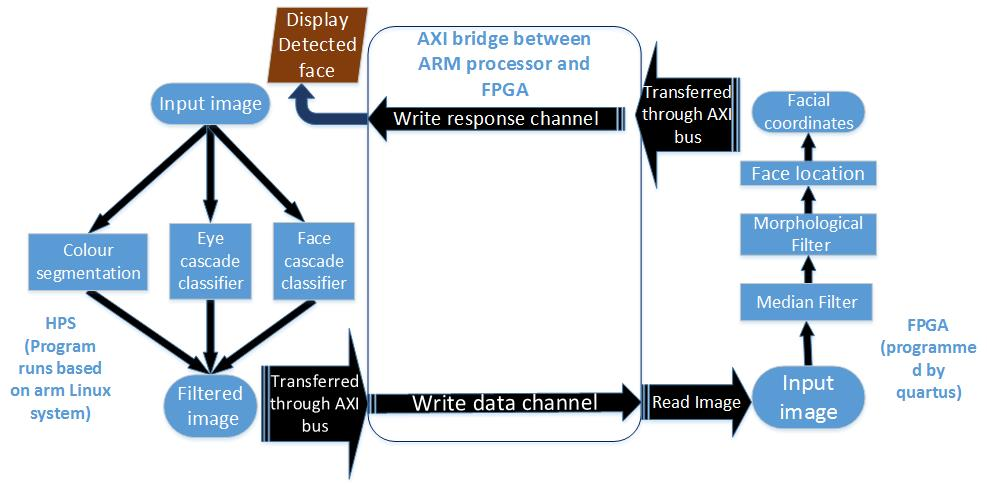 Display
Detected
face
AXI bridge between
ARM processor and
FPGA
Input image
Write response channel
Transferred
through AXI
bus
Facial
coordinates
Face location
Morphological
Filter
Median Filter
Colour
segmentation
Eye
cascade
classifier
Face
cascade
classifier
HPS
(Program
runs based
on arm Linux
system)
FPGA
(programme
d by
quartus)
Filtered
image
Transferred
through AXI
bus
Write data channel
Read Image
Input
image